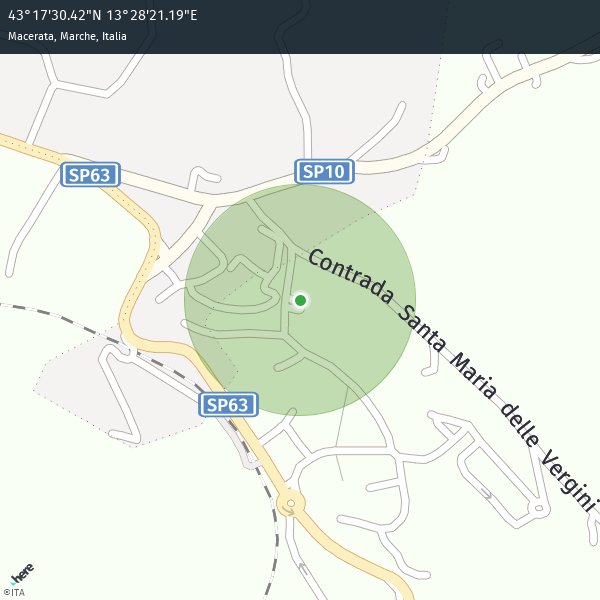 43°17'30.42"N 13°28'21.19"E
Macerata, Marche, Italia
SP10
SP63
Contrada Santa Maria delle Vergini
SP63
here
©ITA